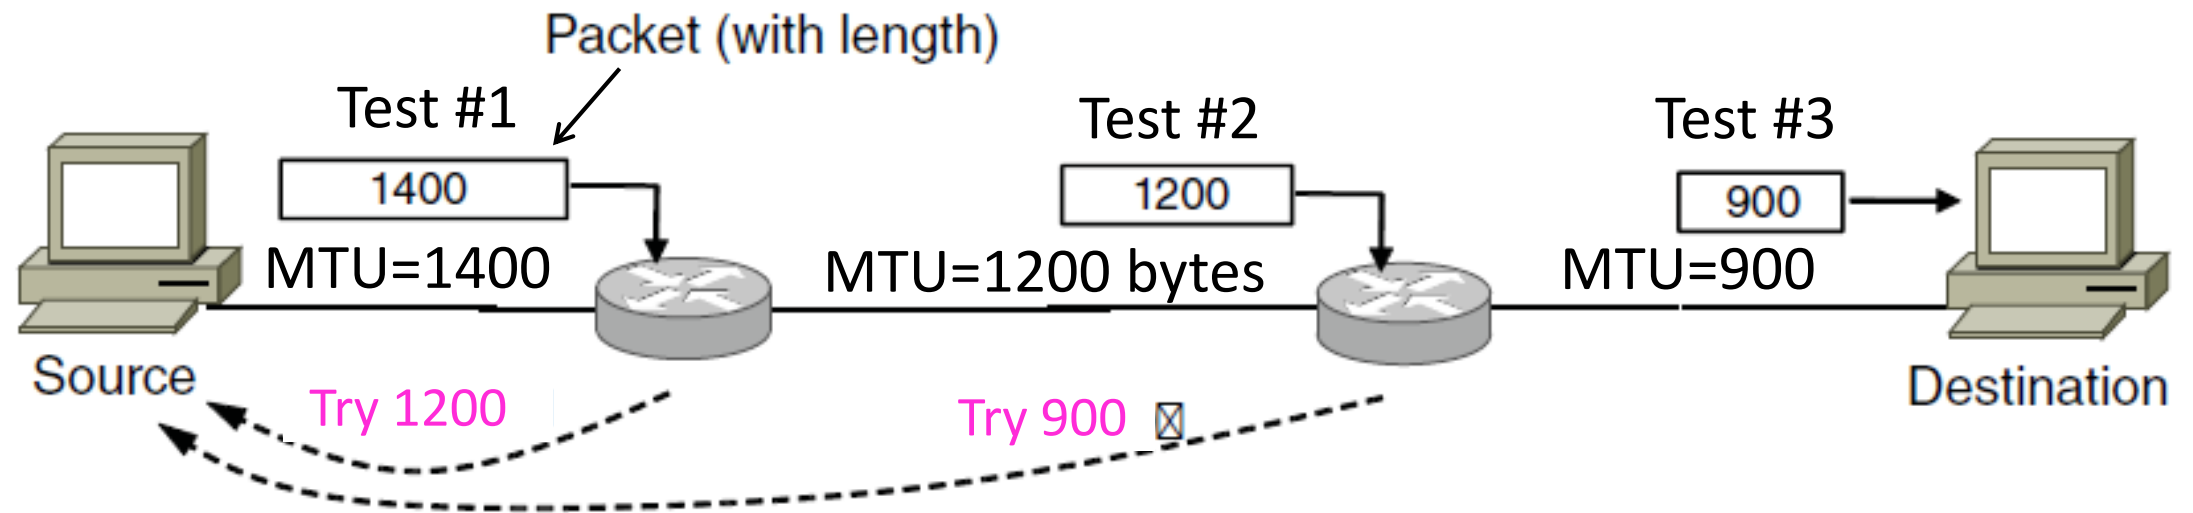 Packet (with length)
Test #1
Test #2
Test #3
1400
1200
900
MTU=1400
MTU=1200 bytes
MTU=900
Source
Try 1200
Try 900
Destination